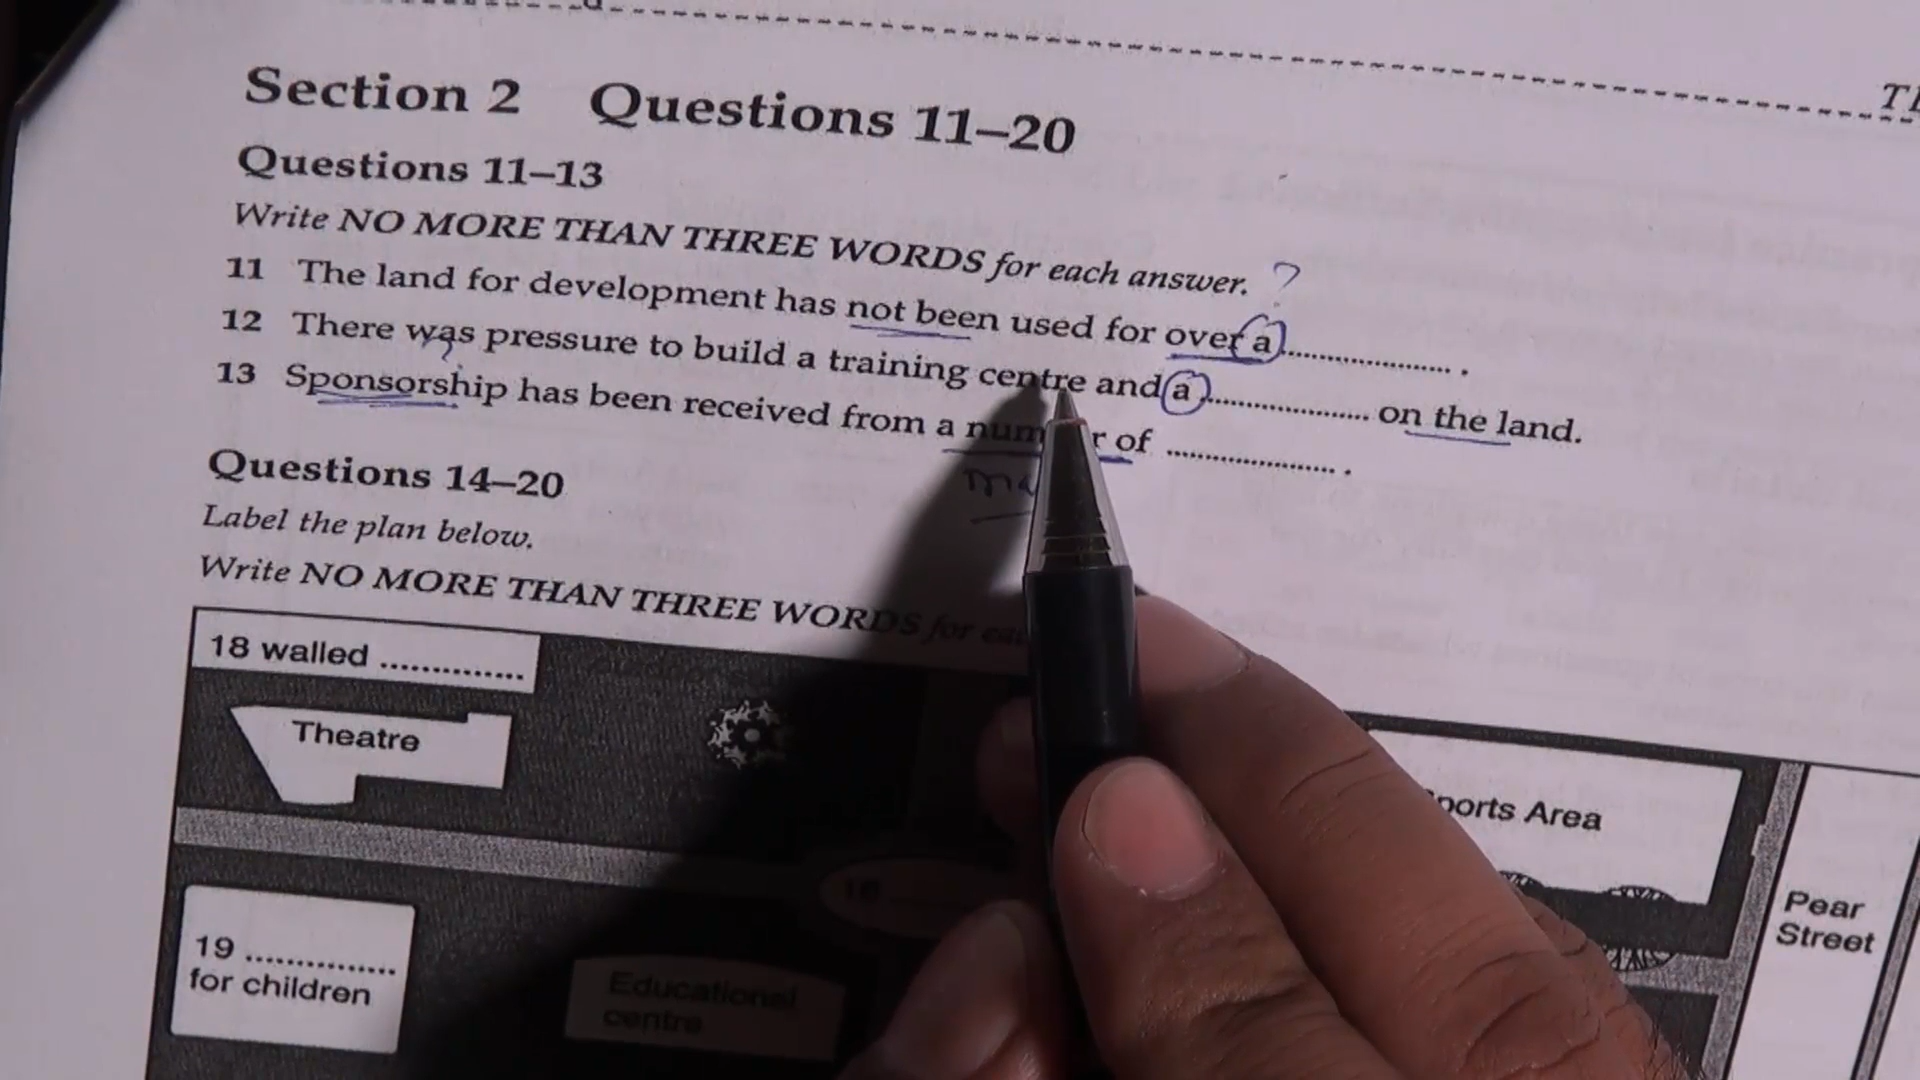 TH
Section 2 Questions 11–20
Questions 11–13
Write NO MORE THAN THREE WORDS for each answer. ?
11 The land for development has not been used for over a .................... .
12 There was pressure to build a training centre and a .................... on the land.
13 Sponsorship has been received from a of .................... .
Questions 14–20
Label the plan below.
Write NO MORE THAN THREE WORDS for
18 walled ..............
Theatre
Sports Area
Pear
Street
19 ...............
for children
Educational
centre